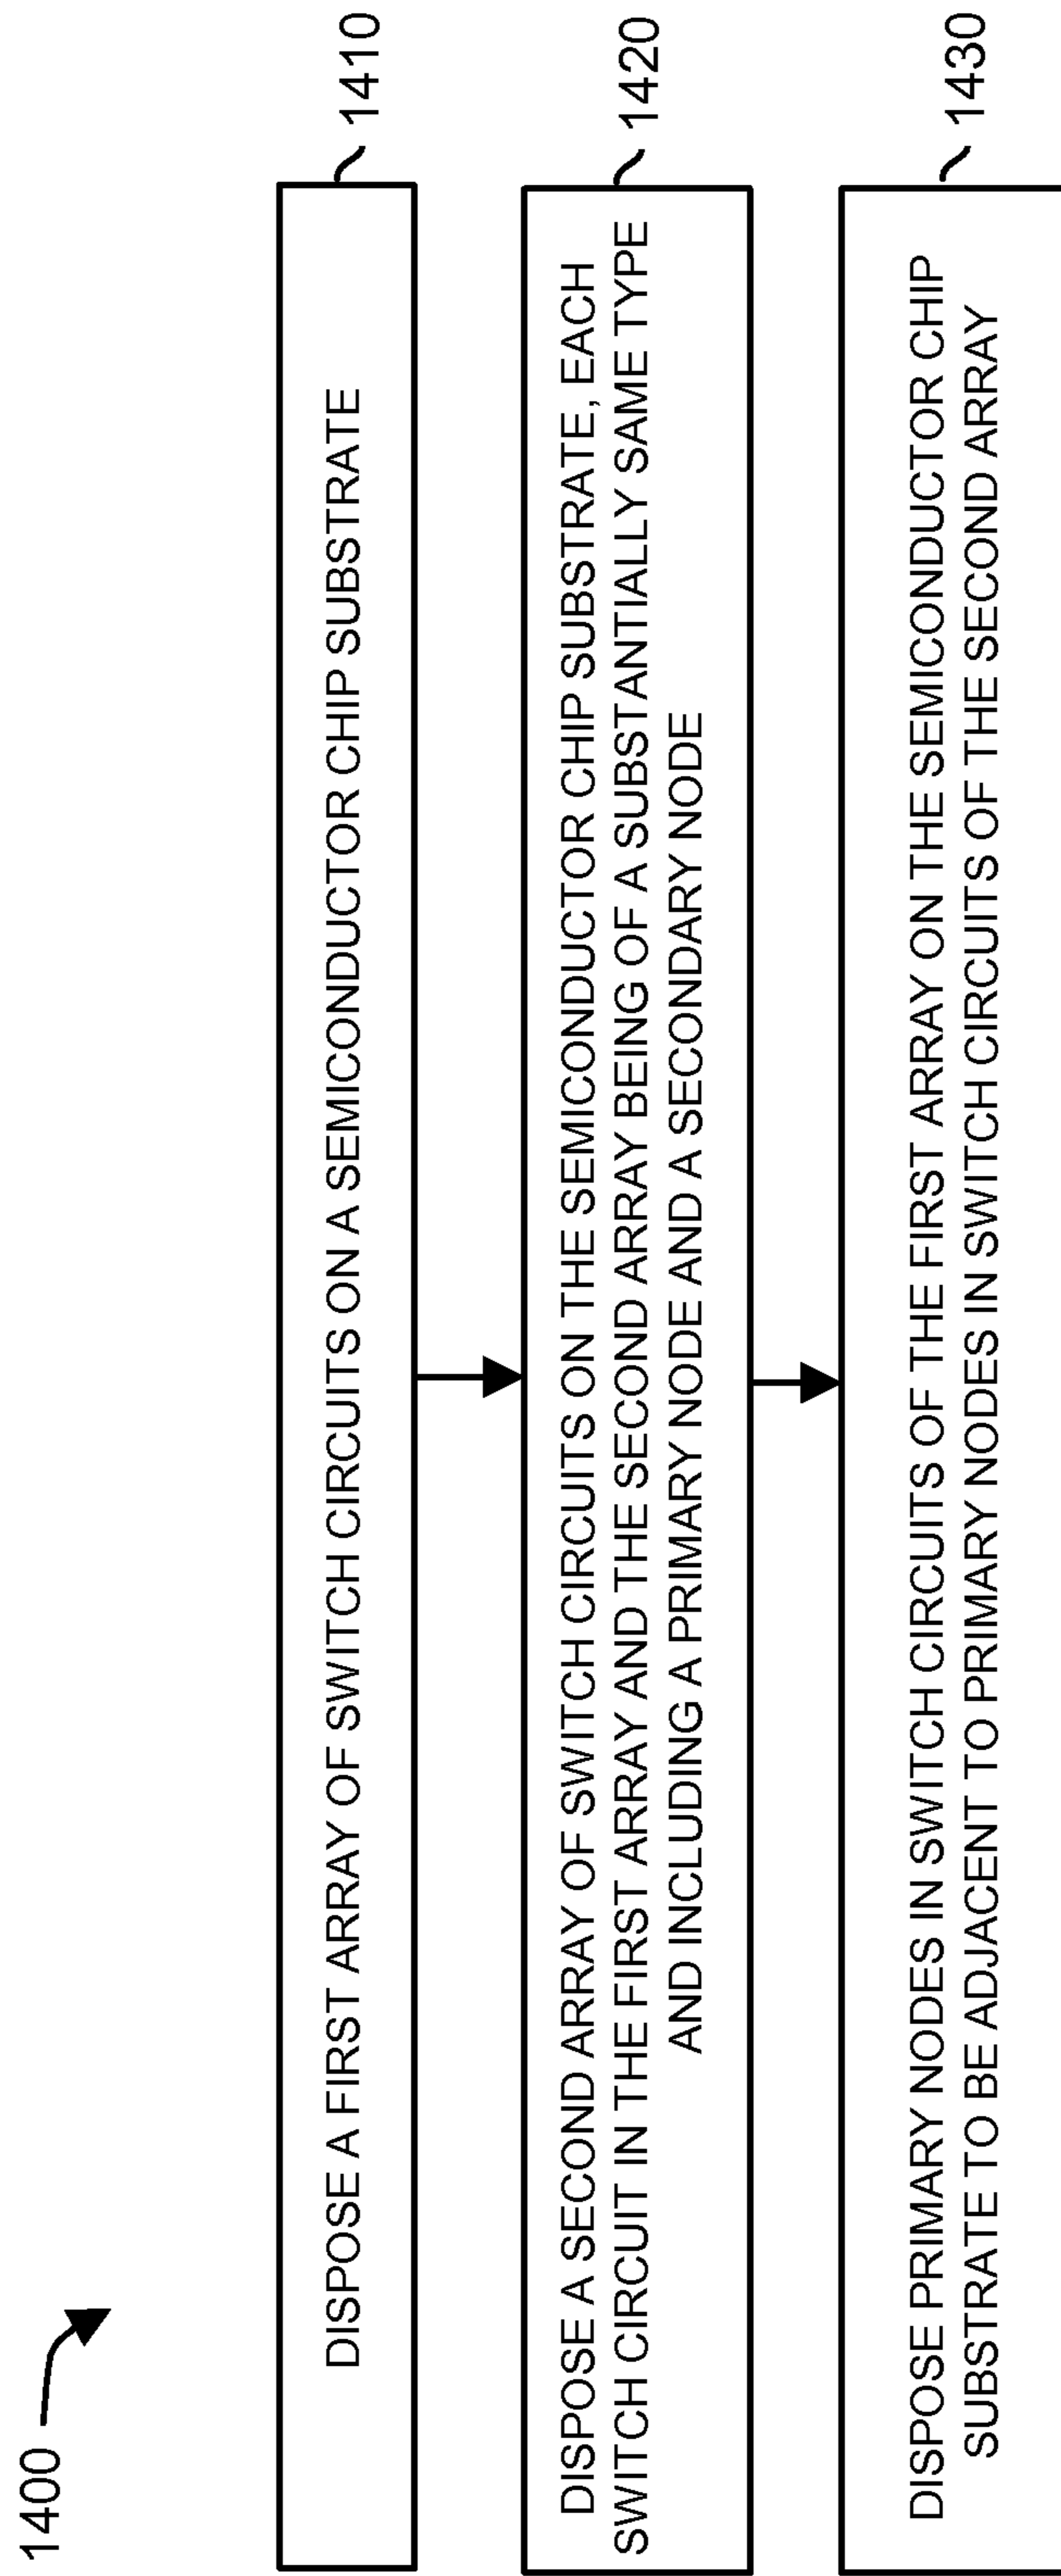 1400
DISPOSE A FIRST ARRAY OF SWITCH CIRCUITS ON A SEMICONDUCTOR CHIP SUBSTRATE
1410
DISPOSE A SECOND ARRAY OF SWITCH CIRCUITS ON THE SEMICONDUCTOR CHIP SUBSTRATE, EACH
SWITCH CIRCUIT IN THE FIRST ARRAY AND THE SECOND ARRAY BEING OF A SUBSTANTIALLY SAME TYPE
AND INCLUDING A PRIMARY NODE AND A SECONDARY NODE
1420
DISPOSE PRIMARY NODES IN SWITCH CIRCUITS OF THE FIRST ARRAY ON THE SEMICONDUCTOR CHIP
SUBSTRATE TO BE ADJACENT TO PRIMARY NODES IN SWITCH CIRCUITS OF THE SECOND ARRAY
1430